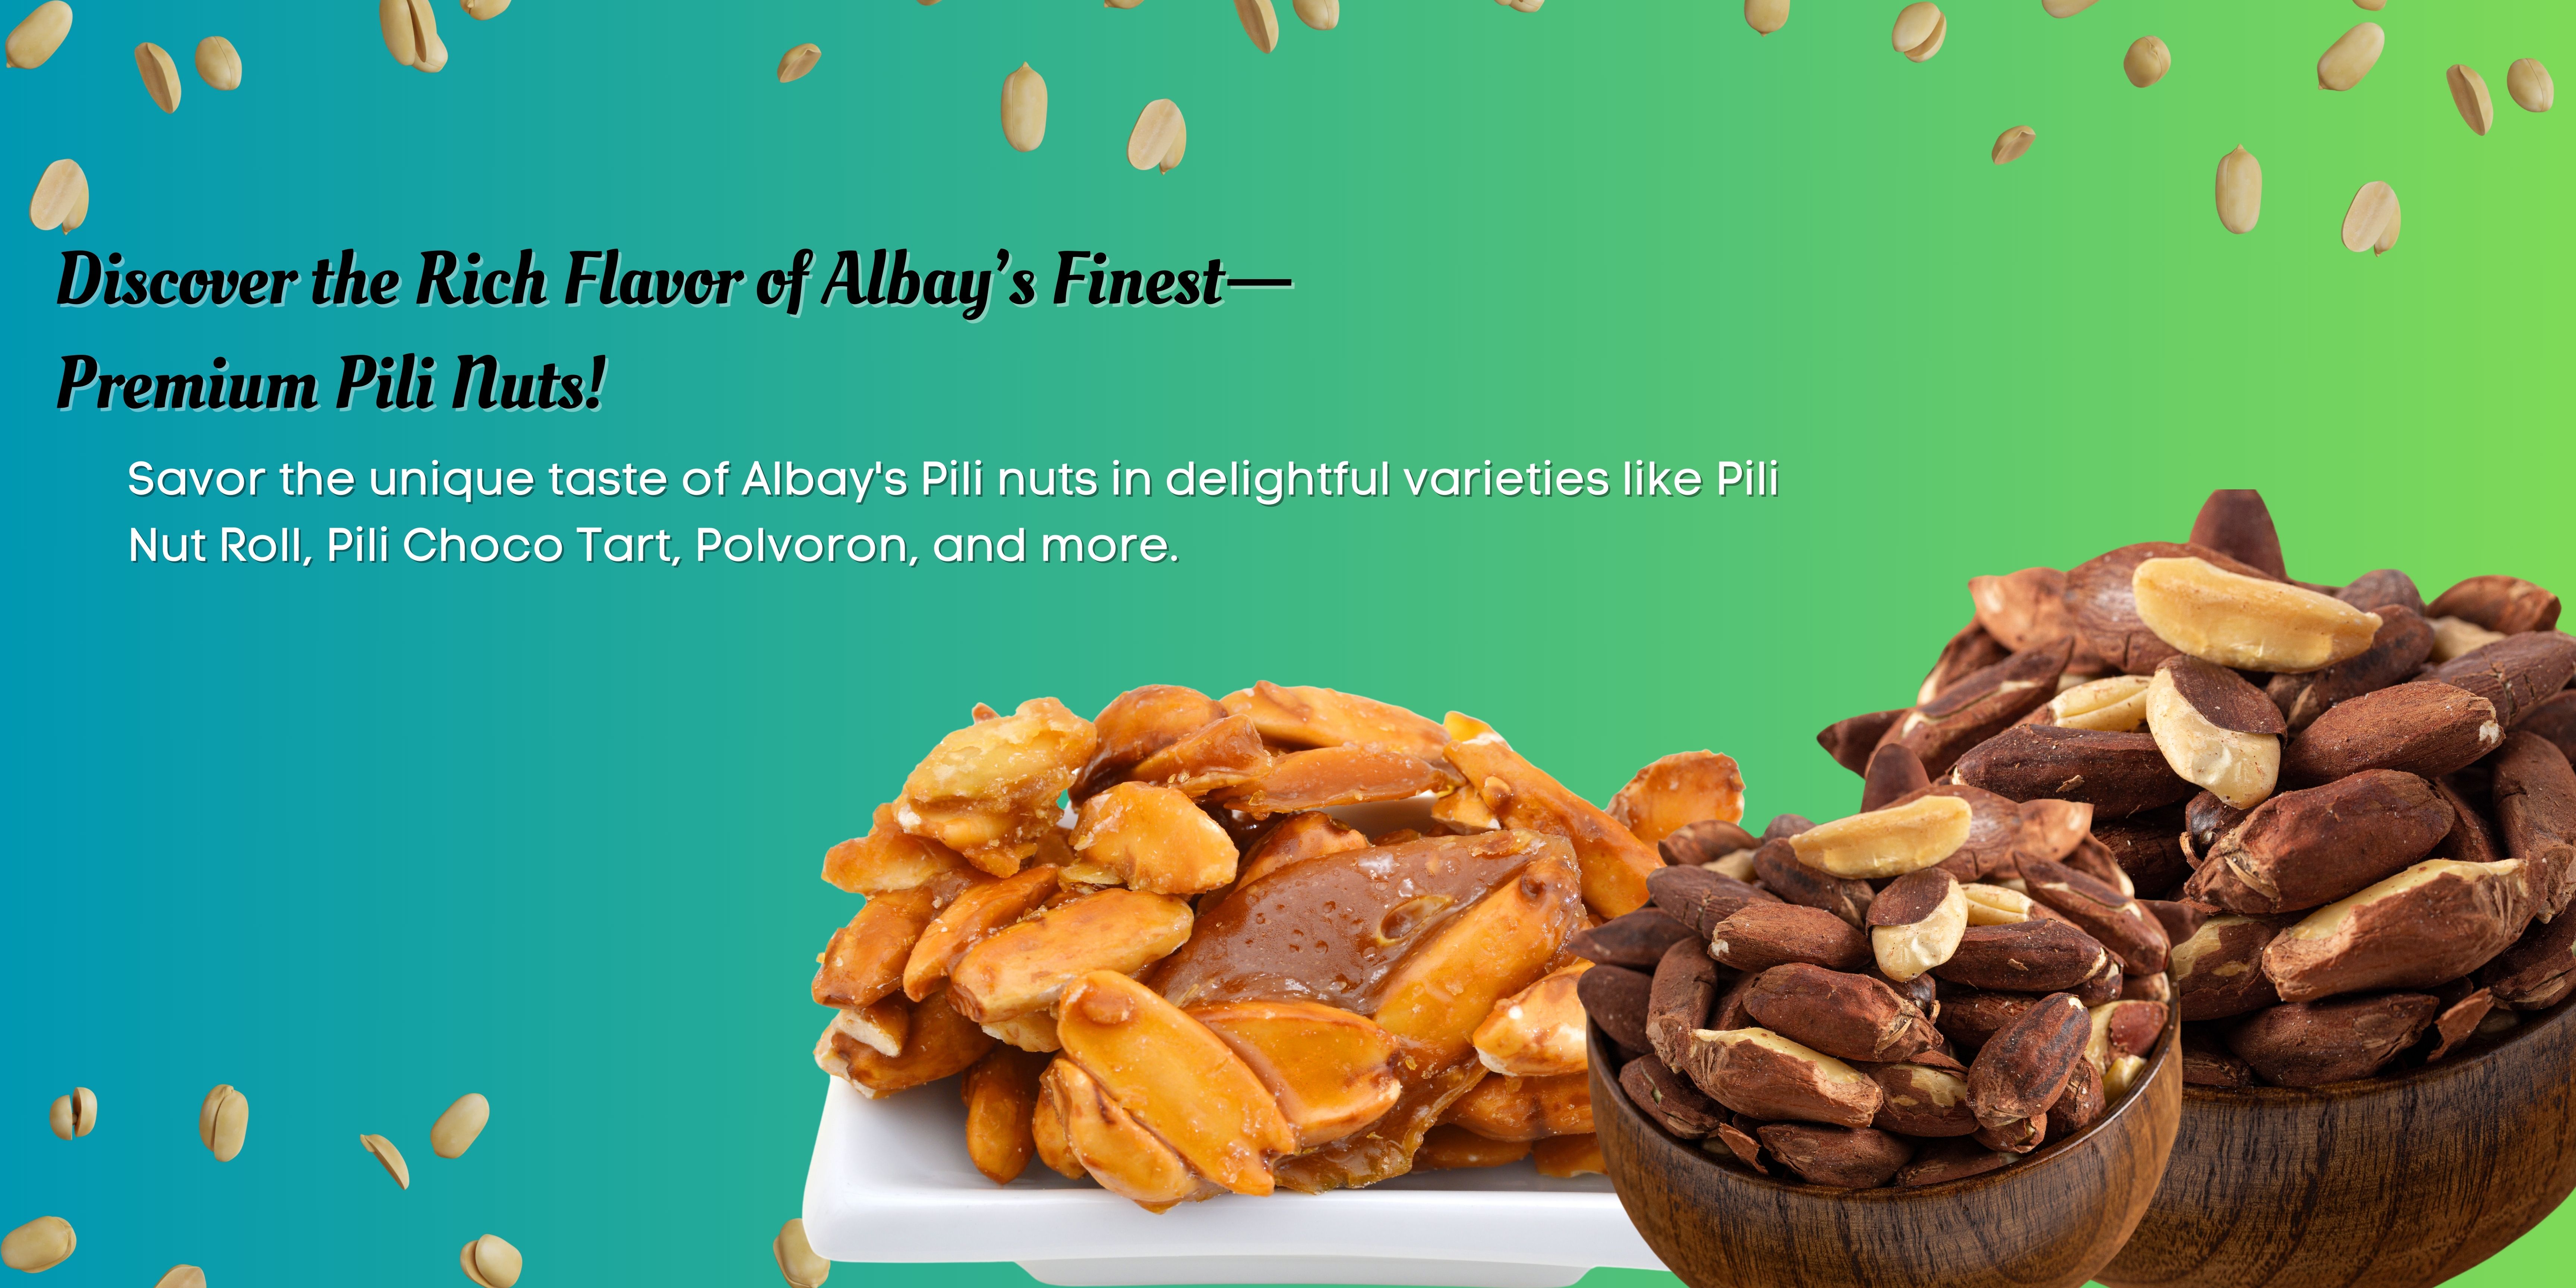 Discover the Rich Flavor of Albay’s Finest—
Premium Pili Nuts!
Savor the unique taste of Albay's Pili nuts in delightful varieties like Pili
Nut Roll, Pili Choco Tart, Polvoron, and more.